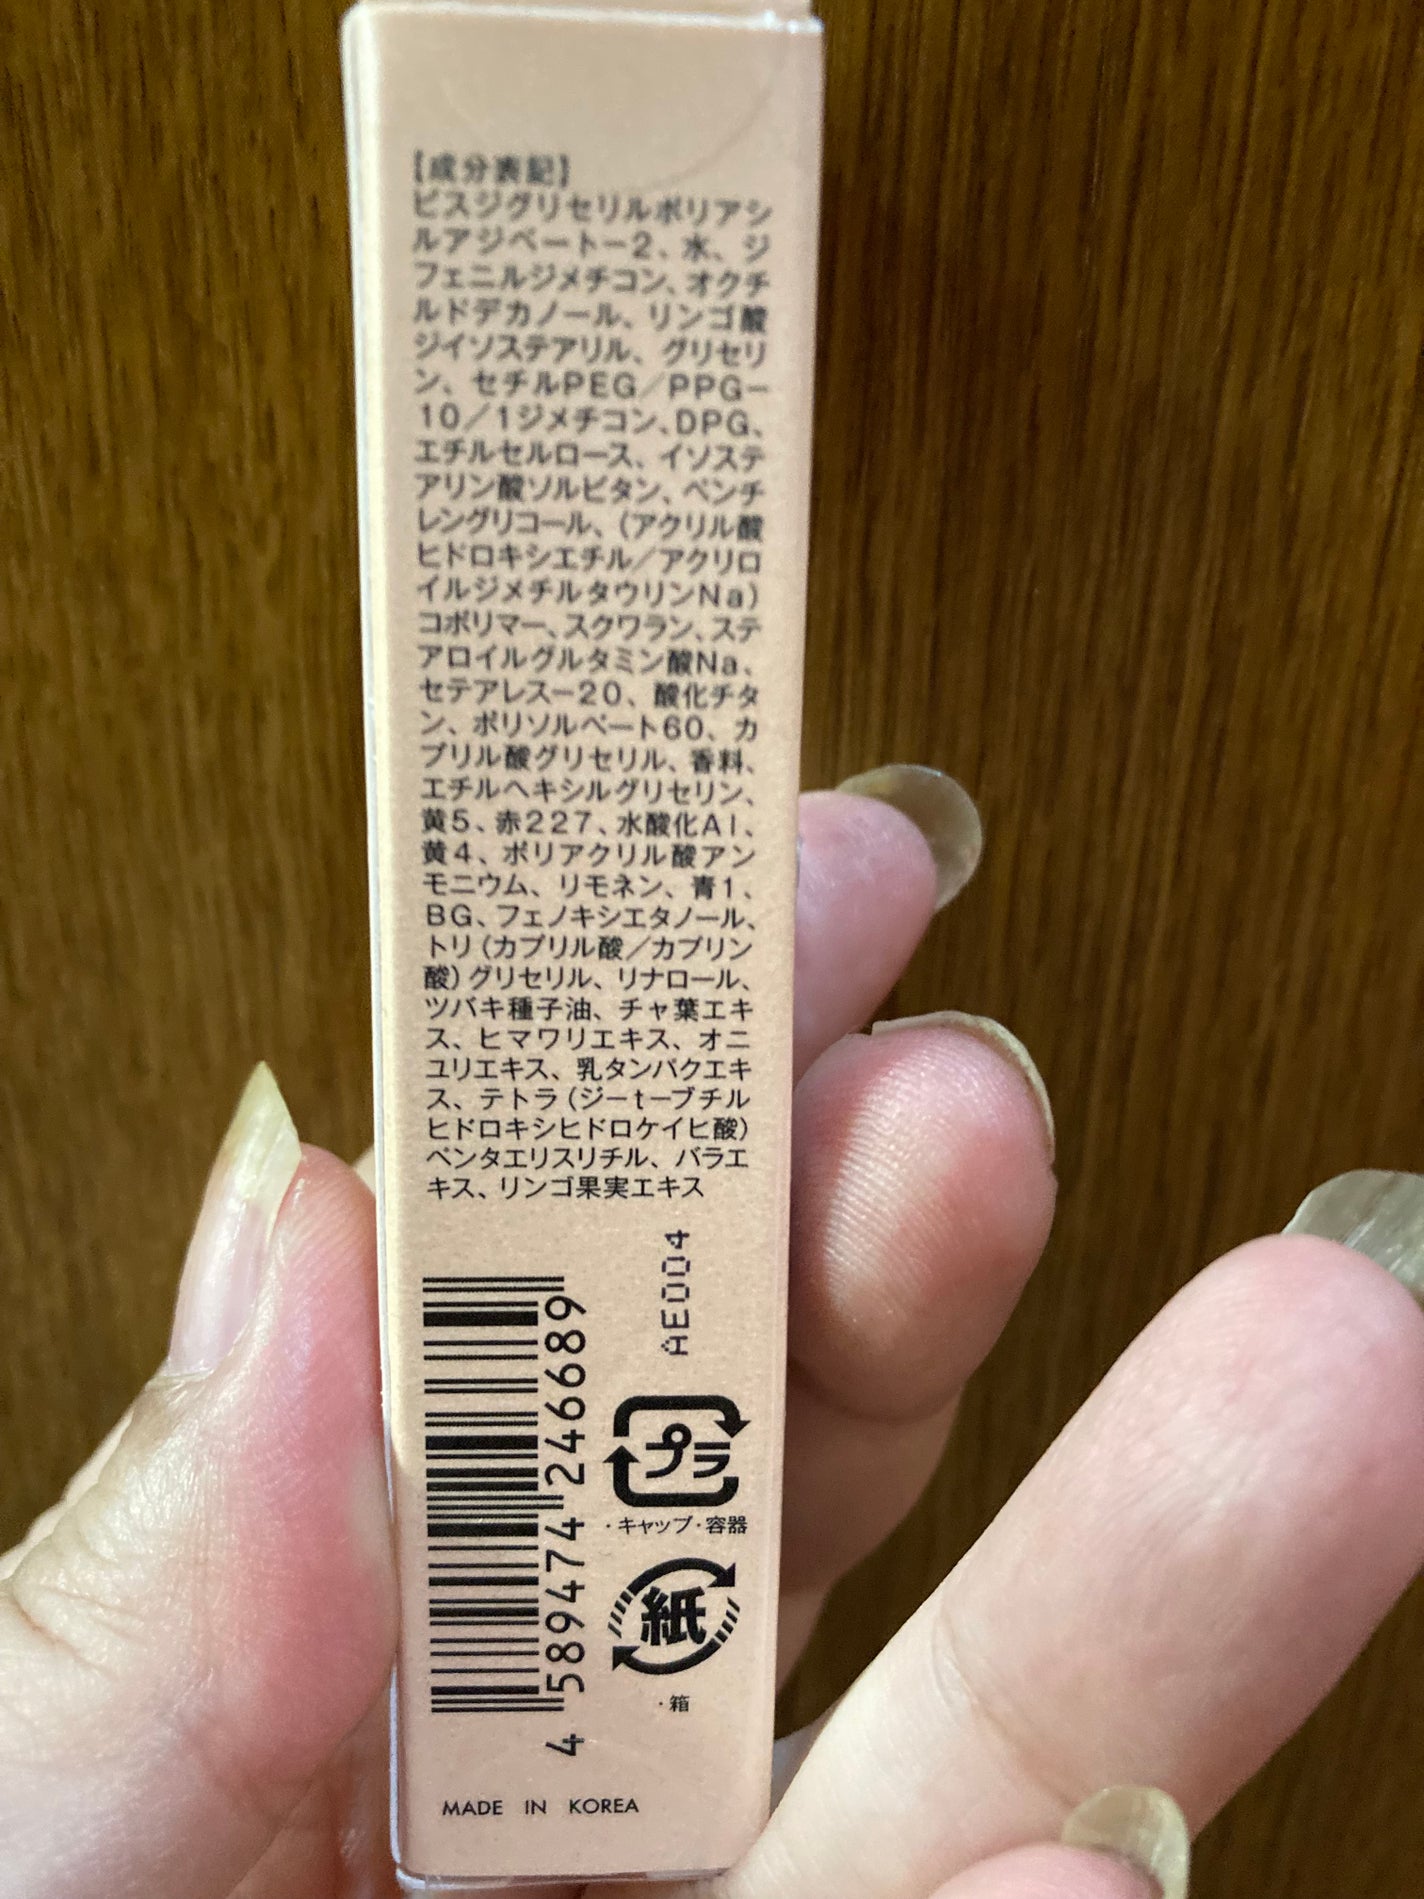 【成分表記】
ビスジグリセリルポリアシ
ルアジペートー2、水、ジ
フェニルジメチコン、オクチ
ルドデカノール、リンゴ酸
ジイソステアリル、グリセリ
ン、セチルPEG／PPG－
10／1ジメチコン、DPG、
エチルセルロース、イソステ
アリン酸ソルビタン、ペンチ
レングリコール、（アクリル酸
ヒドロキシエチル／アクリロ
イルジメチルタウリンNa）
コポリマー、スクワラン、ステ
アロイルグルタミン酸Na、
セテアレスー20、酸化チタ
ン、ポリソルベート60、カ
プリル酸グリセリル、香料、
エチルヘキシルグリセリン、
黄5、赤227、水酸化Al、
黄4、ポリアクリル酸アン
モニウム、リモネン、青1、
BG、フェノキシエタノール、
トリ（カプリル酸／カプリン
酸）グリセリル、リナロール、
ツバキ種子油、チャ葉エキ
ス、ヒマワリエキス、オニ
ユリエキス、乳タンパクエキ
ス、テトラ（ジーtーブチル
ヒドロキシヒドロケイヒ酸）
ペンタエリスリチル、バラエ
キス、リンゴ果実エキス
AE004
4 589474 246689
プラ
・キャップ・容器
紙
・箱
MADE IN KOREA